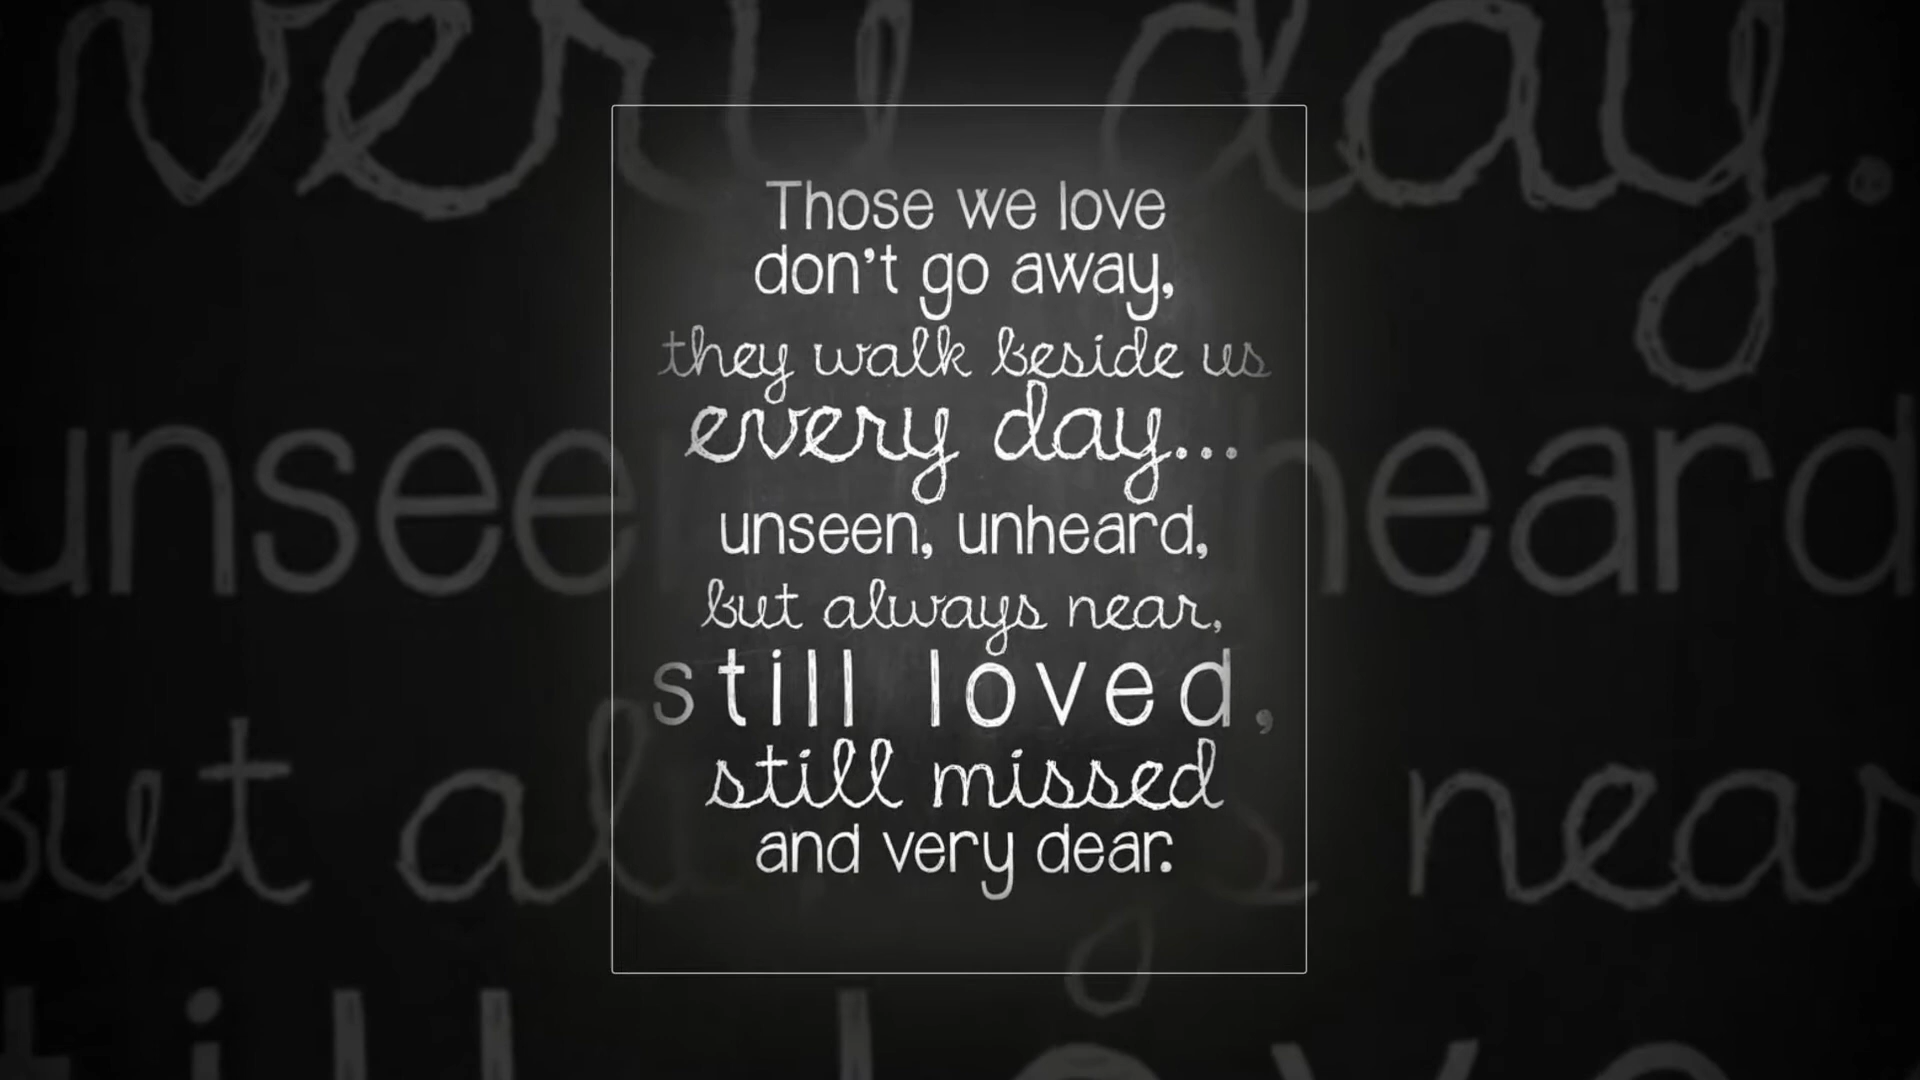 Those we love
don't go away,
they walk beside us
every day...
unseen, unheard,
but always near,
still loved,
still missed
and very dear.